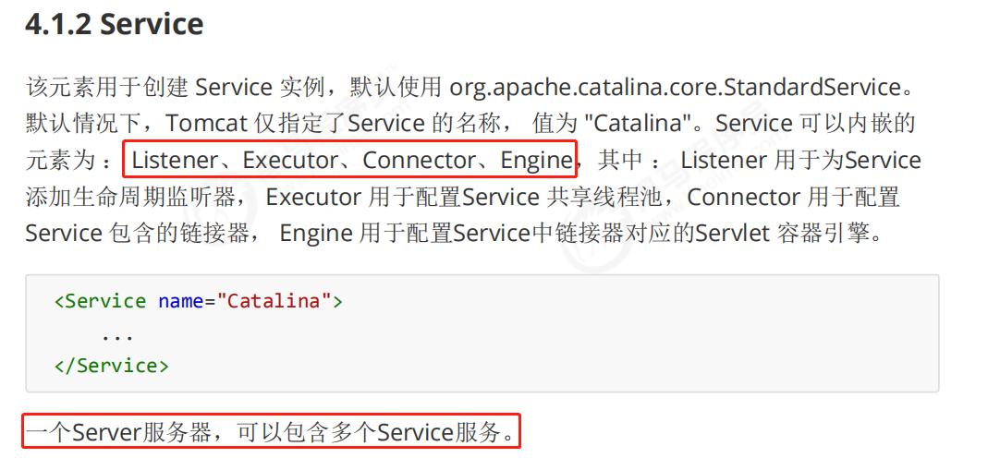 4.1.2 Service
该元素用于创建 Service 实例，默认使用 org.apache.catalina.core.StandardService。
默认情况下，Tomcat 仅指定了Service 的名称， 值为 "Catalina"。Service 可以内嵌的
元素为 ： Listener、Executor、Connector、Engine，其中 ： Listener 用于为Service
添加生命周期监听器， Executor 用于配置Service 共享线程池，Connector 用于配置
Service 包含的链接器， Engine 用于配置Service中链接器对应的Servlet 容器引擎。
<Service name="Catalina">
...
</Service>
一个Server服务器，可以包含多个Service服务。